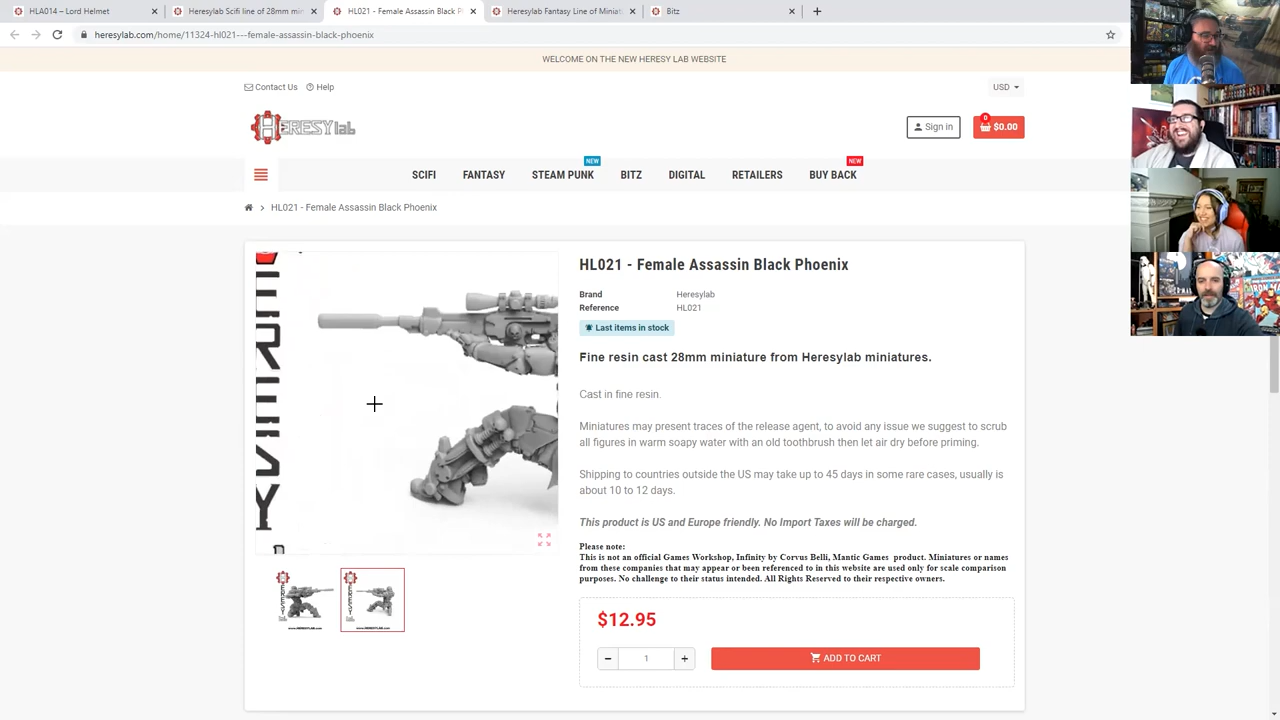 HLA014 – Lord Helmet
Heresylab Scifi line of 28mm min
HL021 - Female Assassin Black P
Heresylab Fantasy Line of Miniat
Bitz
heresylab.com/home/11324-hl021---female-assassin-black-phoenix
WELCOME ON THE NEW HERESY LAB WEBSITE
Contact Us
Help
USD
HERESYlab
Sign in
0
$0.00
NEW
NEW
SCIFI
FANTASY
STEAM PUNK
BITZ
DIGITAL
RETAILERS
BUY BACK
HL021 - Female Assassin Black Phoenix
HERESY
HL021 - Female Assassin Black Phoenix
Brand Heresylab
Reference HL021
Last items in stock
Fine resin cast 28mm miniature from Heresylab miniatures.
Cast in fine resin.
Miniatures may present traces of the release agent, to avoid any issue we suggest to scrub
all figures in warm soapy water with an old toothbrush then let air dry before priming.
Shipping to countries outside the US may take up to 45 days in some rare cases, usually is
about 10 to 12 days.
This product is US and Europe friendly. No Import Taxes will be charged.
Please note:
This is not an official Games Workshop, Infinity by Corvus Belli, Mantic Games product. Miniatures or names
from these companies that may appear or been referenced to in this website are used only for scale comparison
purposes. No challenge to their status intended. All Rights Reserved to their respective owners.
$12.95
1
ADD TO CART